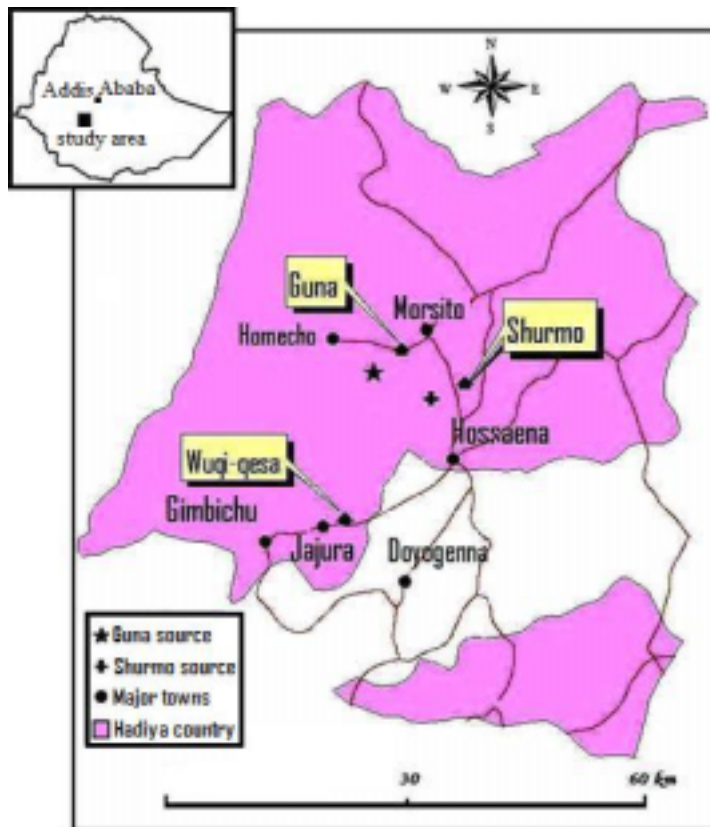 Addis Ababa
study area
N
W E
S
Guna
Morsito
Homecho
Shurmo
Hossaena
Wuqi-qesa
Gimbichu
Jajura
Doyogenna
Guna source
Shurmo source
Major towns
Hadiya country
30 60 km